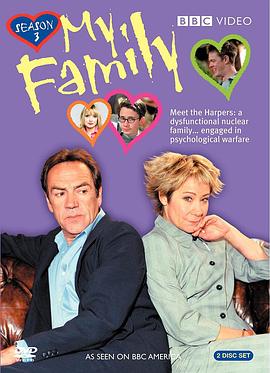 SEASON
3
My
Family
BBC VIDEO
Meet the Harpers: a
dysfunctional nuclear
family... engaged in
psychological warfare
DVD
VIDEO
AS SEEN ON BBC AMERICA
2 DISC SET